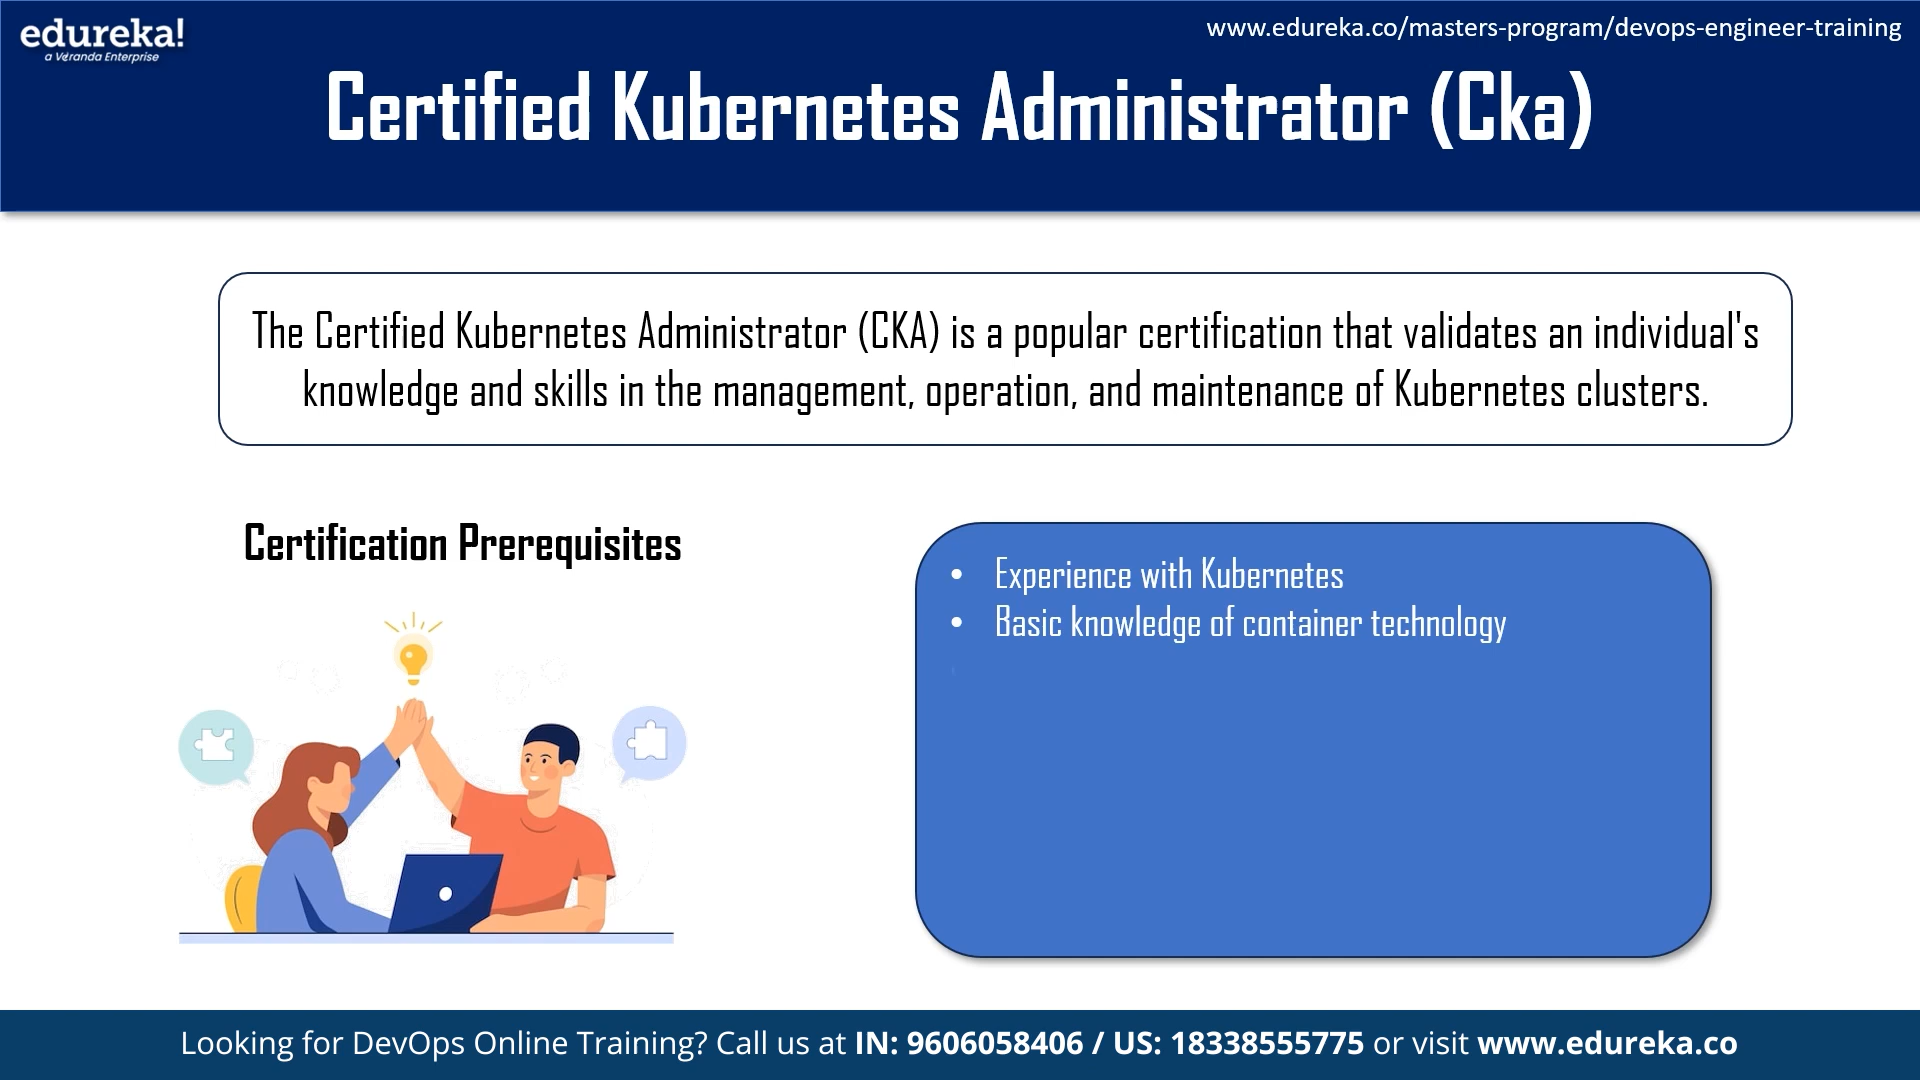 edureka!
a Veranda Enterprise
www.edureka.co/masters-program/devops-engineer-training
Certified Kubernetes Administrator (Cka)
The Certified Kubernetes Administrator (CKA) is a popular certification that validates an individual's
knowledge and skills in the management, operation, and maintenance of Kubernetes clusters.
Certification Prerequisites
• Experience with Kubernetes
• Basic knowledge of container technology
Looking for DevOps Online Training? Call us at IN: 9606058406 / US: 18338555775 or visit www.edureka.co